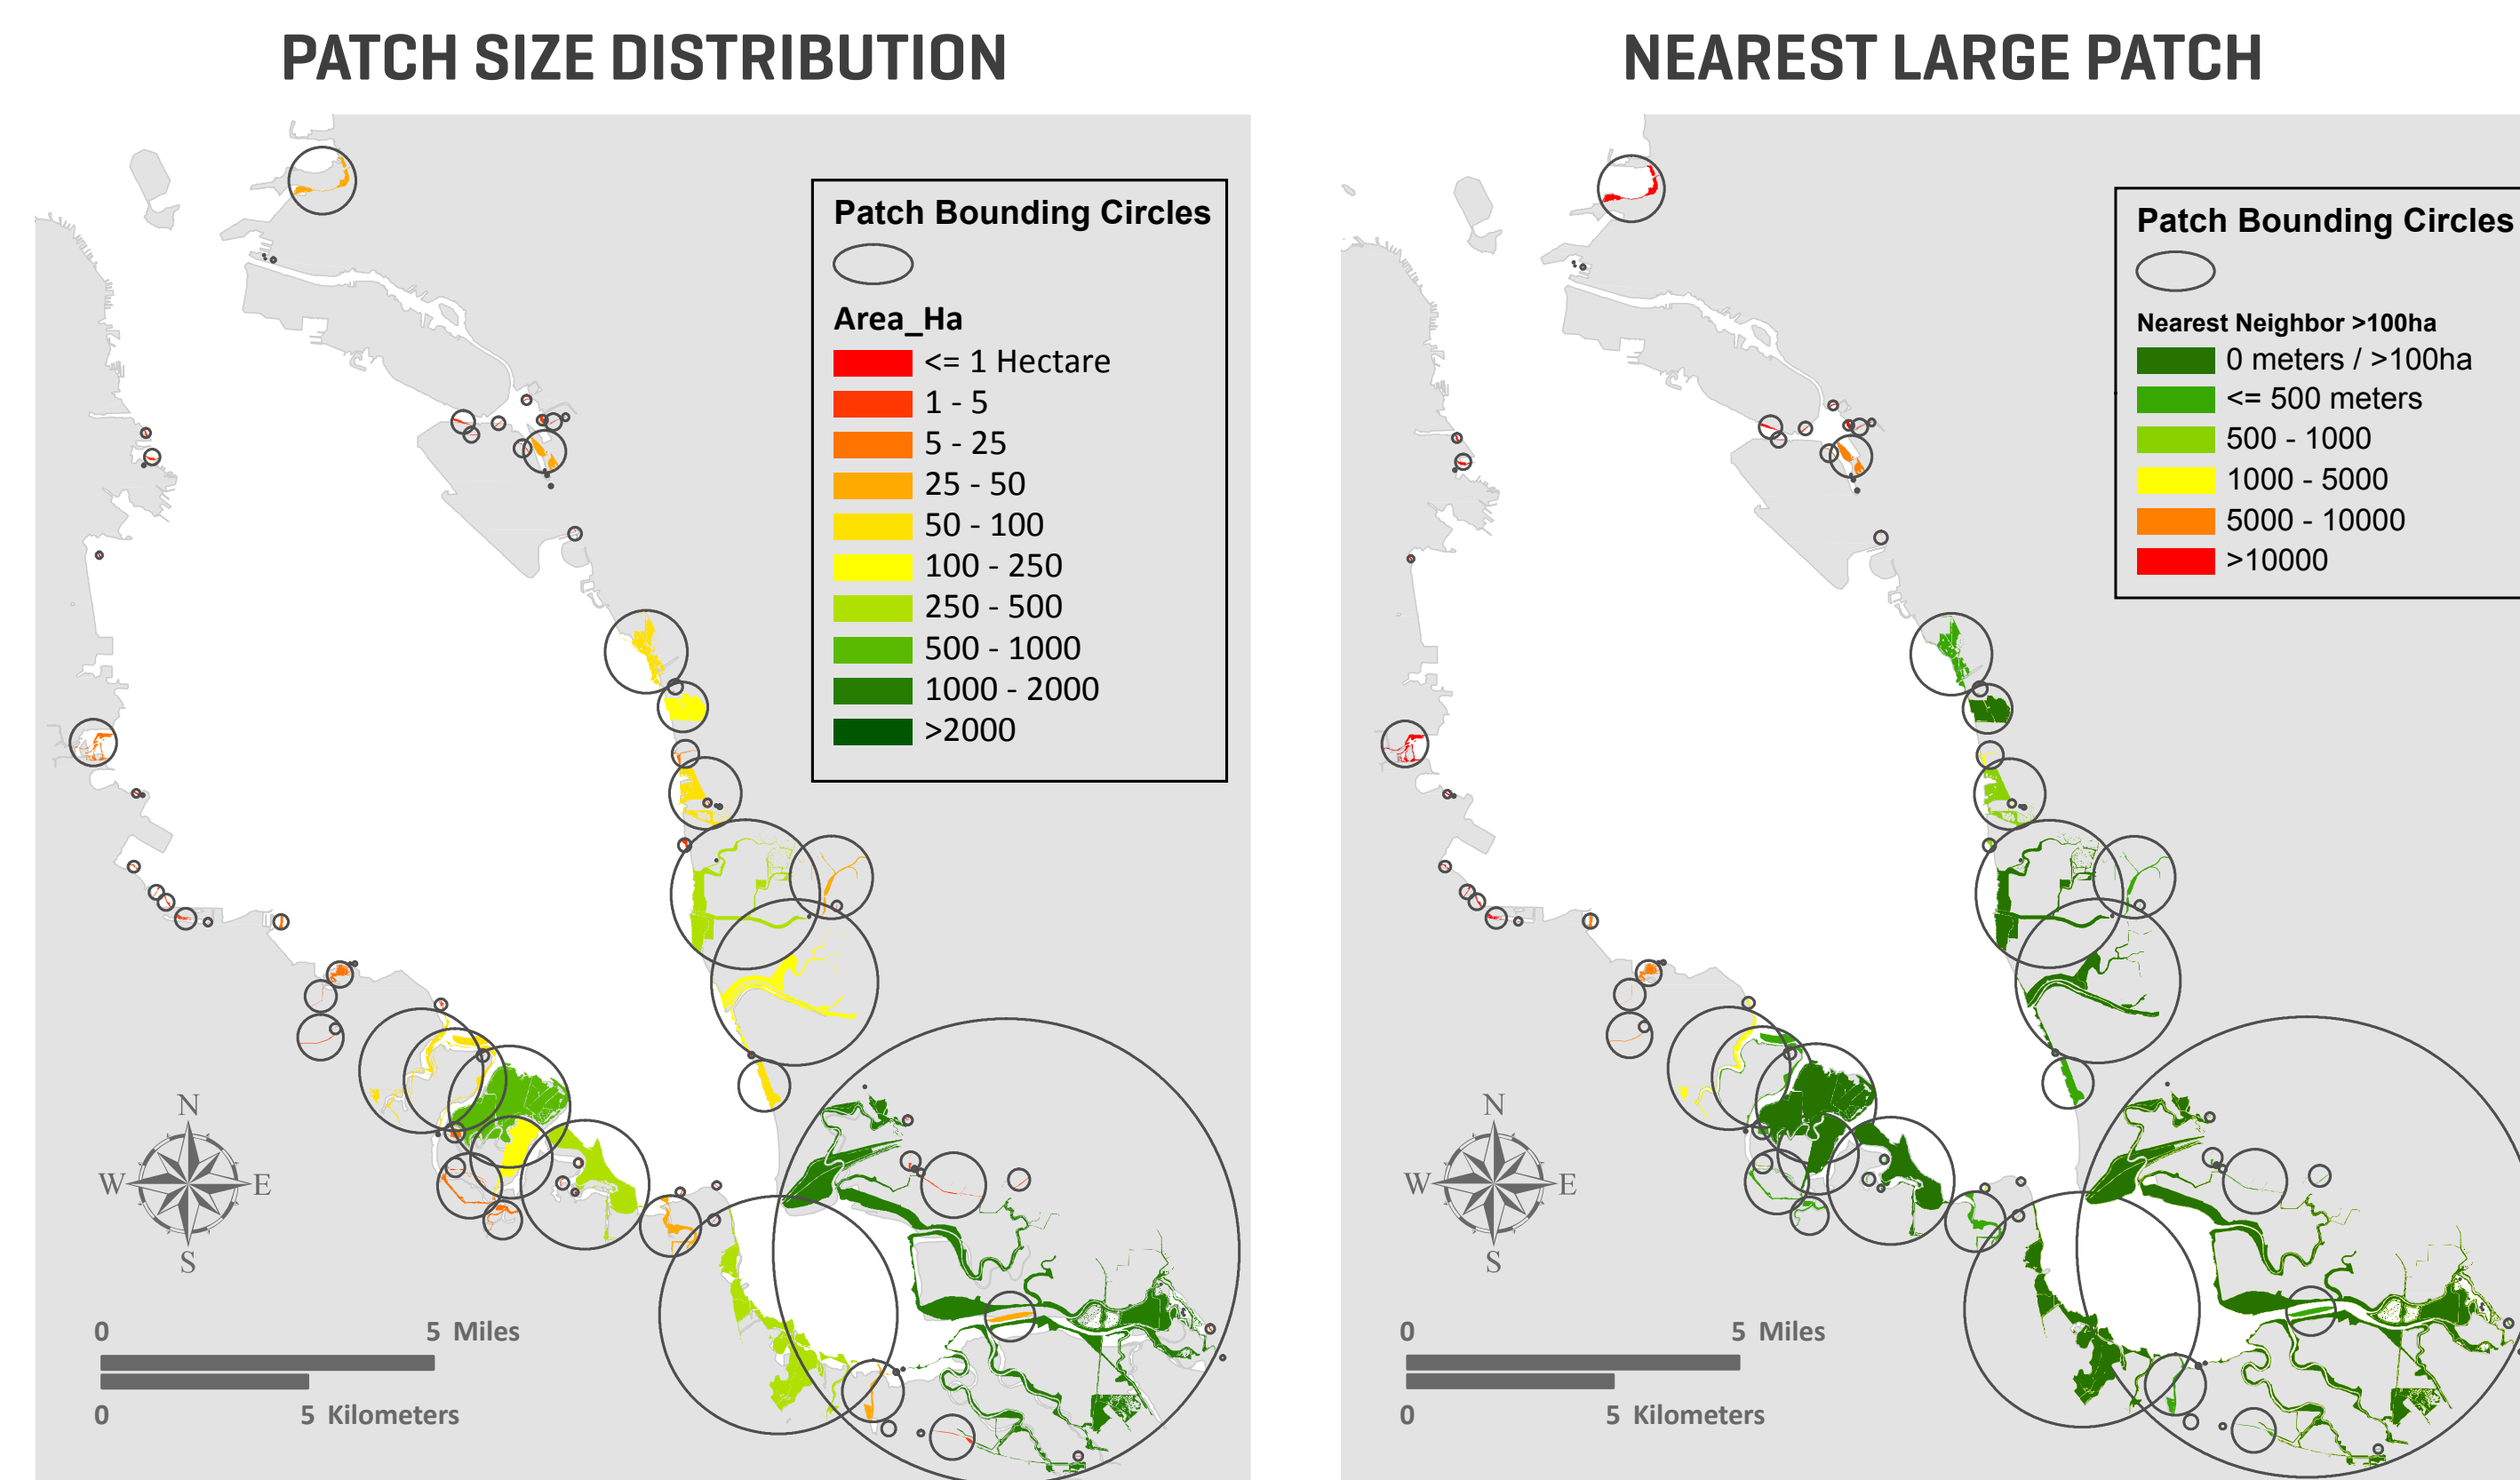 PATCH SIZE DISTRIBUTION
Patch Bounding Circles
Area_Ha
<= 1 Hectare
1 - 5
5 - 25
25 - 50
50 - 100
100 - 250
250 - 500
500 - 1000
1000 - 2000
>2000
N
W
E
S
0
5 Miles
0
5 Kilometers
NEAREST LARGE PATCH
Patch Bounding Circles
Nearest Neighbor >100ha
0 meters / >100ha
<= 500 meters
500 - 1000
1000 - 5000
5000 - 10000
>10000
N
W
E
S
0
5 Miles
0
5 Kilometers